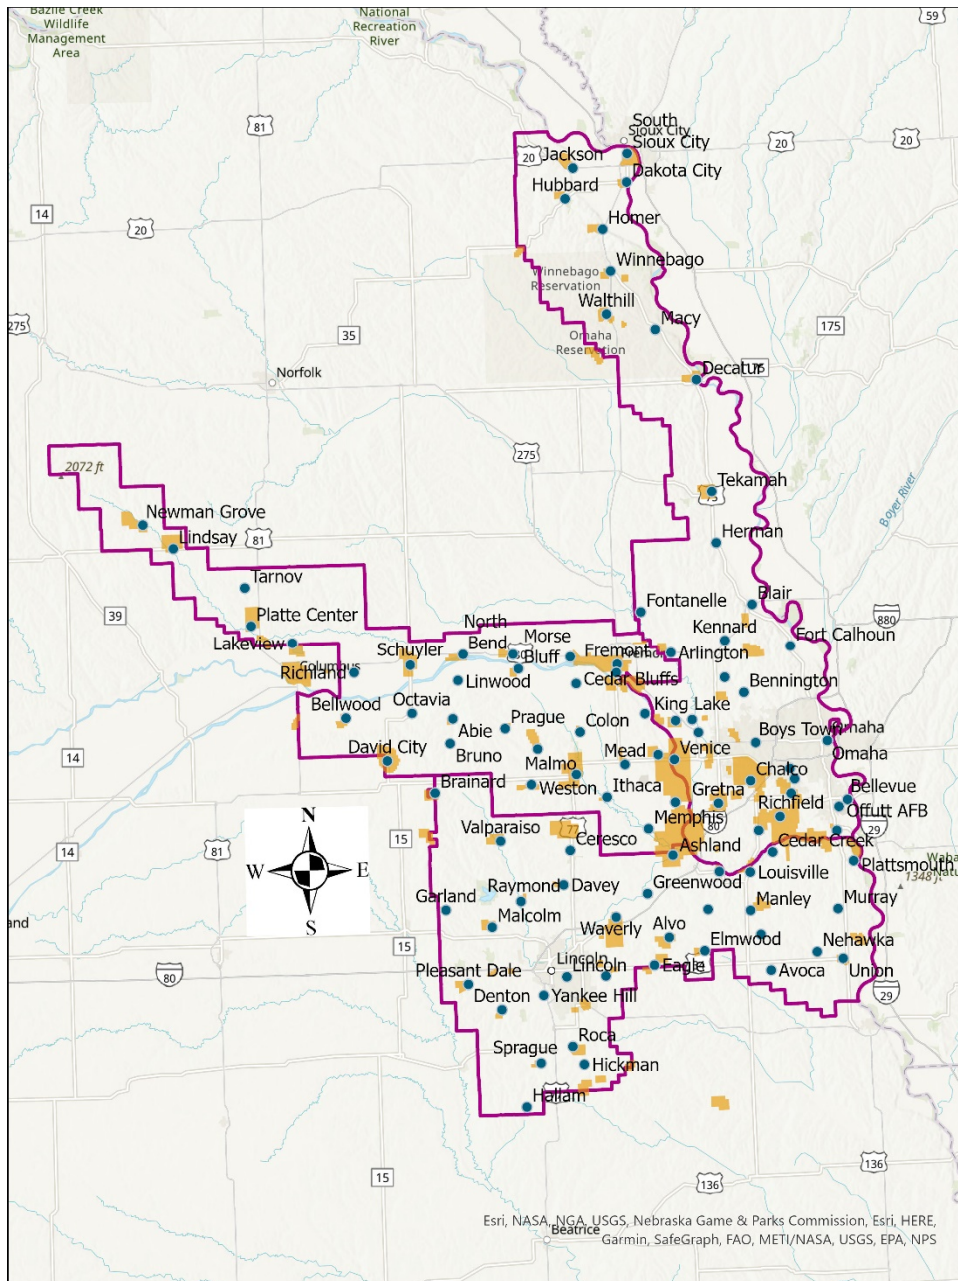 Bazile Creek
Wildlife
Management
Area
National
Recreation
River
59
81
20
20
20
20
14
20
South
Sioux City
Sioux City
Jackson
Dakota City
Hubbard
Homer
Winnebago
Winnebago
Reservation
Walthill
Macy
Omaha
Reservation
275
35
175
Norfolk
Decatur
2072 ft
275
Boyer River
Tekamah
75
Newman Grove
81
Lindsay
Herman
Tarnov
39
Platte Center
Fontanelle
Blair
880
North
Bend
Morse
Bluff
Kennard
Fort Calhoun
Lakeview
Schuyler
Fremont
Fremont
Arlington
Richland
Columbus
Linwood
Cedar Bluffs
Bennington
Bellwood
Octavia
Abie
Prague
Colon
King Lake
Boys Town
Omaha
Omaha
14
David City
Bruno
Malmo
Mead
Venice
Chalco
Brainard
Weston
Ithaca
Gretna
Bellevue
Richfield
Offutt AFB
N
W
E
S
15
81
14
Valparaiso
77
Ceresco
Memphis
80
Ashland
Cedar Creek
29
Plattsmouth
1348 ft
Raymond
Davey
Greenwood
Louisville
Garland
Malcolm
Manley
Murray
Waverly
Alvo
Elmwood
Nehawka
15
80
Pleasant Dale
Lincoln
Lincoln
Eagle
Avoca
Union
Denton
Yankee Hill
29
Roca
Sprague
Hickman
Hallam
15
136
136
Beatrice
Esri, NASA, NGA, USGS, Nebraska Game & Parks Commission, Esri, HERE,
Garmin, SafeGraph, FAO, METI/NASA, USGS, EPA, NPS